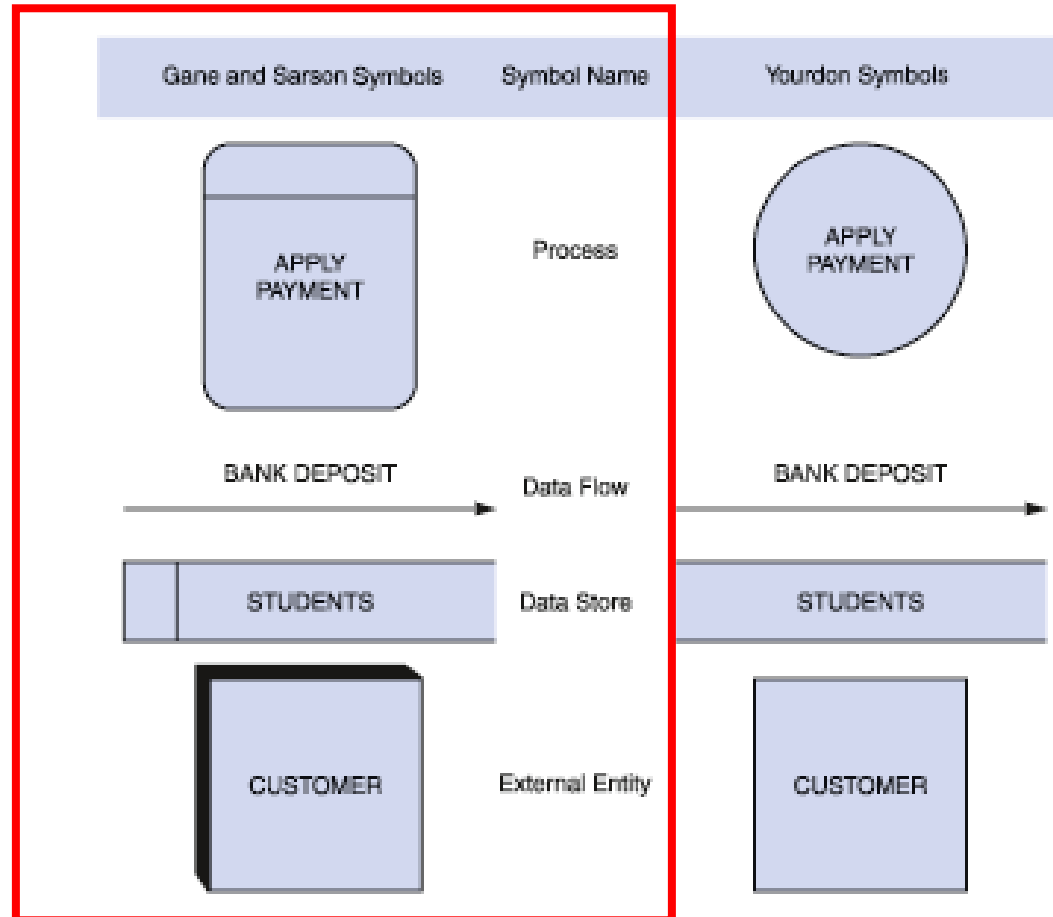 Gane and Sarson Symbols Symbol Name Yourdon Symbols
APPLY
PAYMENT
Process
APPLY
PAYMENT
BANK DEPOSIT
Data Flow
BANK DEPOSIT
STUDENTS
Data Store
STUDENTS
CUSTOMER
External Entity
CUSTOMER